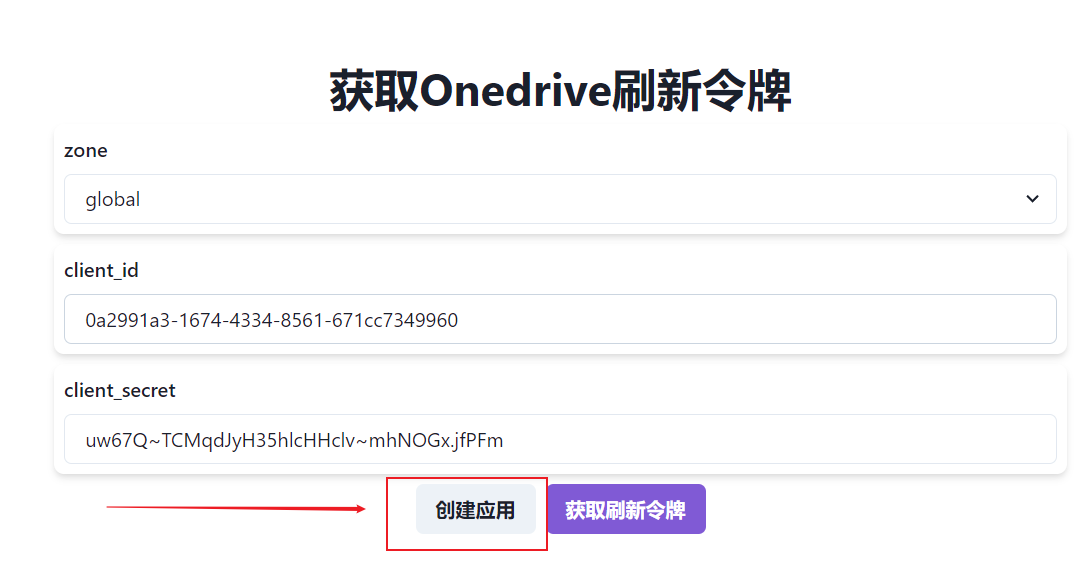 获取Onedrive刷新令牌
zone
global
client_id
0a2991a3-1674-4334-8561-671cc7349960
client_secret
uw67Q~TCMqdJyH35hlcHHclv~mhNOGx.jfPFm
创建应用 获取刷新令牌